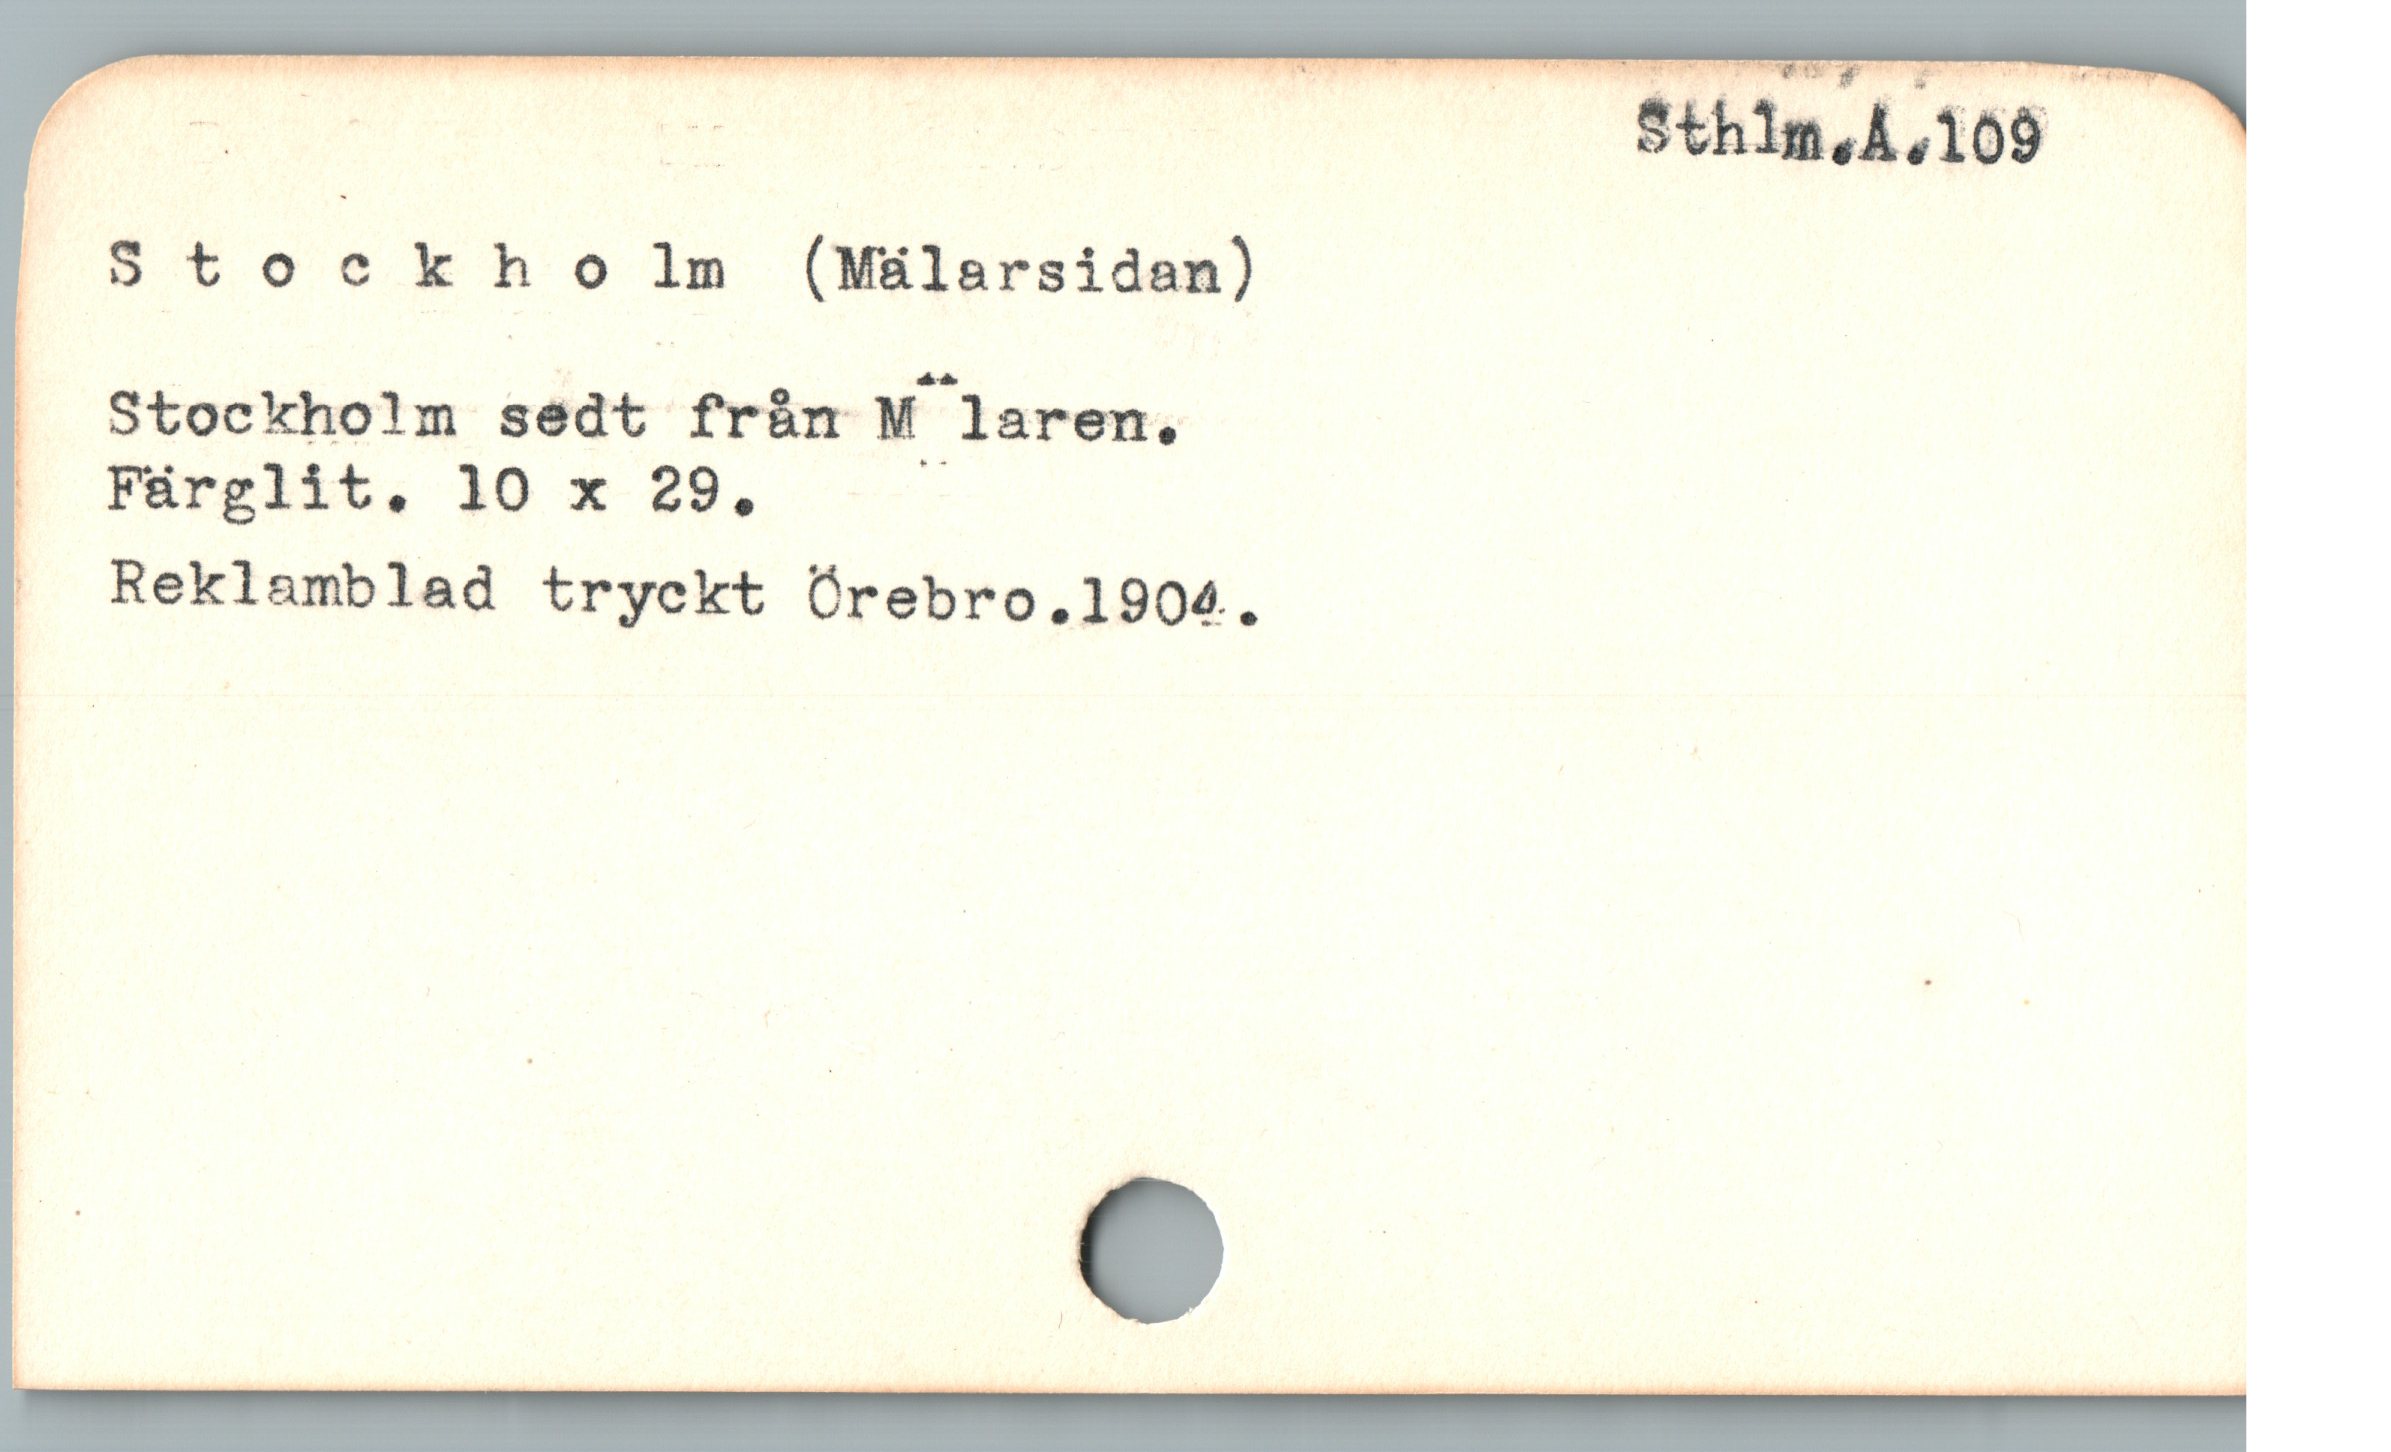 Sthlm.A.109
S t o c k h o lm (Mälarsidan)
Stockholm sedt från M¨laren.
Färglit. 10 x 29.
Reklamblad tryckt Örebro.1904.